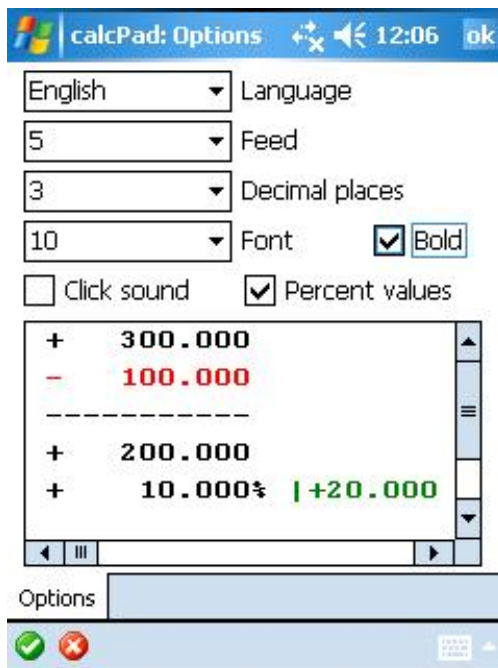 calcPad: Options 12:06 ok
English Language
5 Feed
3 Decimal places
10 Font Bold
Click sound Percent values
+ 300.000
- 100.000
-----------
+ 200.000
+ 10.000% |+20.000
Options